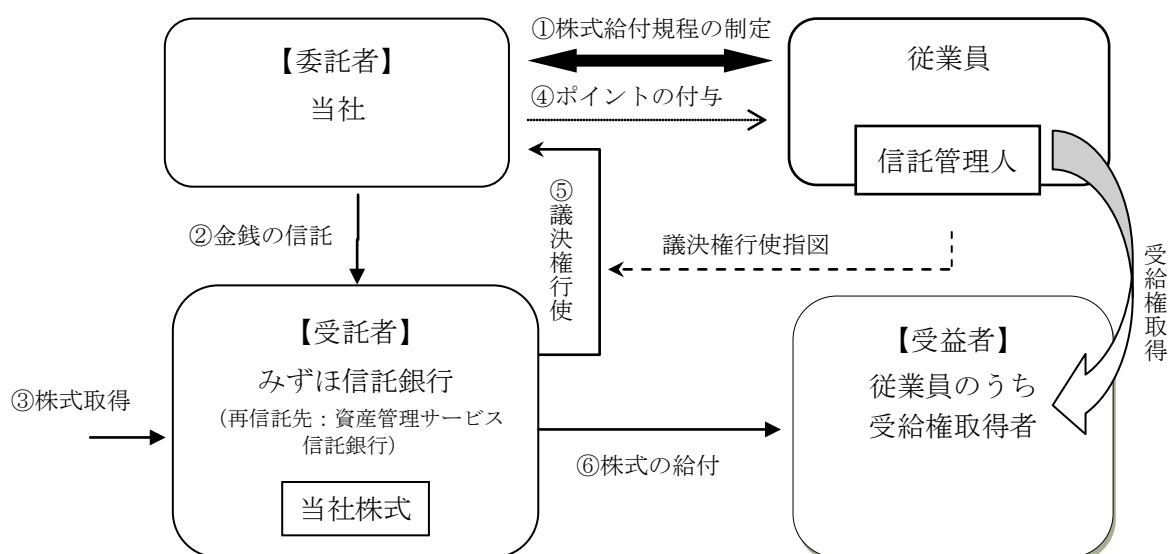 ①株式給付規程の制定
【委託者】
当社
従業員
④ポイントの付与
信託管理人
②金銭の信託
⑤議決権行使
議決権行使指図
受給権取得
【受託者】
みずほ信託銀行
(再信託先：資産管理サービス
信託銀行)
当社株式
③株式取得
【受益者】
従業員のうち
受給権取得者
⑥株式の給付